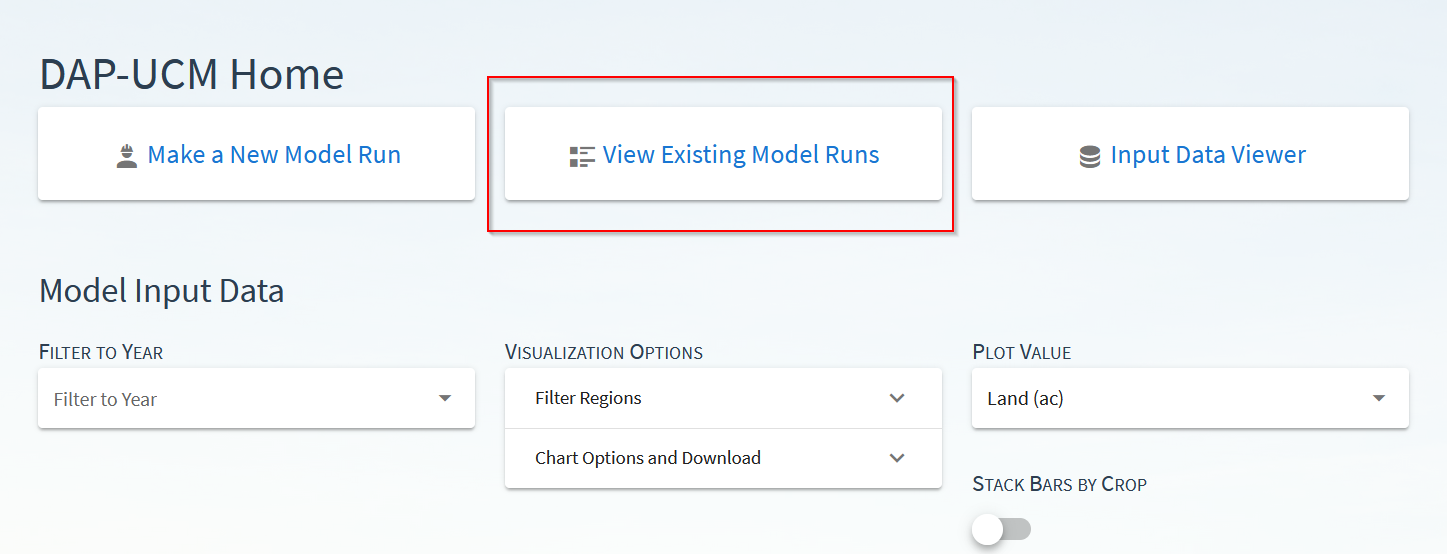 DAP-UCM Home
Make a New Model Run
View Existing Model Runs
Input Data Viewer
Model Input Data
Filter to Year
Filter to Year
Visualization Options
Filter Regions
Chart Options and Download
Plot Value
Land (ac)
Stack Bars by Crop